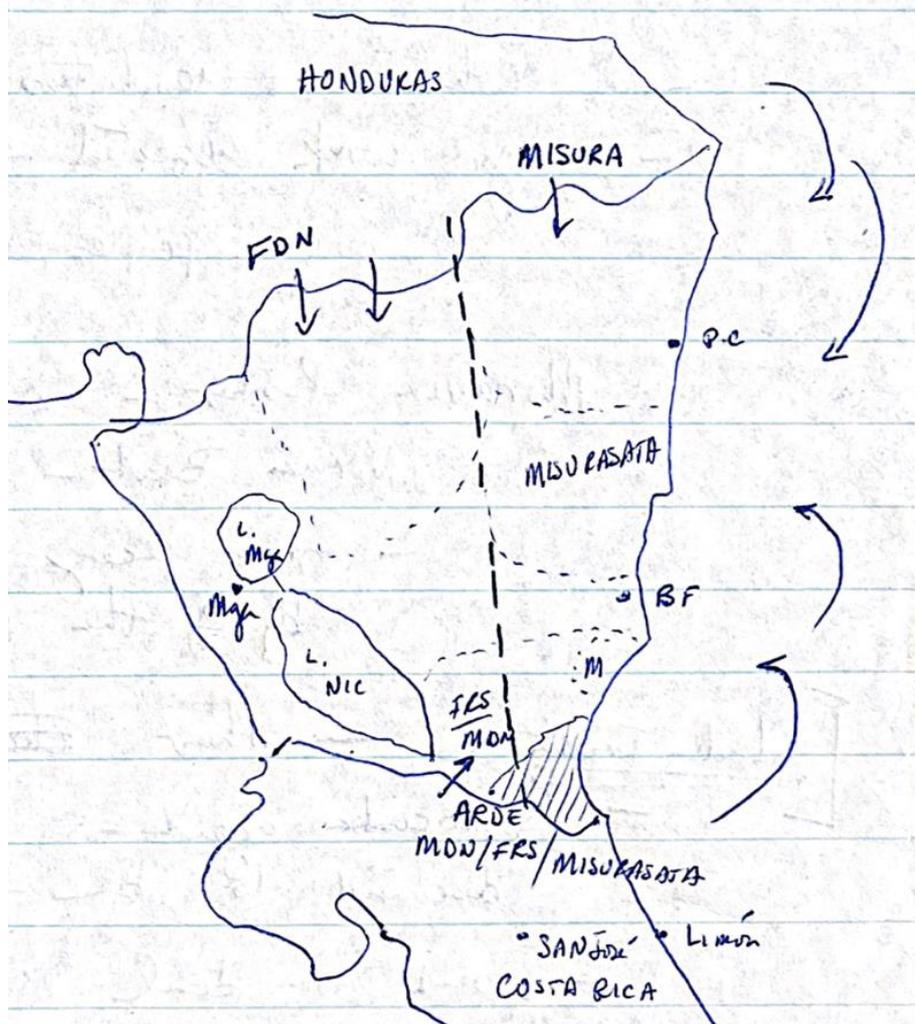 HONDURAS
MISURA
FDN
P.C
MISURASATA
L.
Mga
Mga
BF
L.
NIC
M
FRS
MDN
ARDE
MDN/FRS/MISURASATA
SAN José
Limón
COSTA RICA